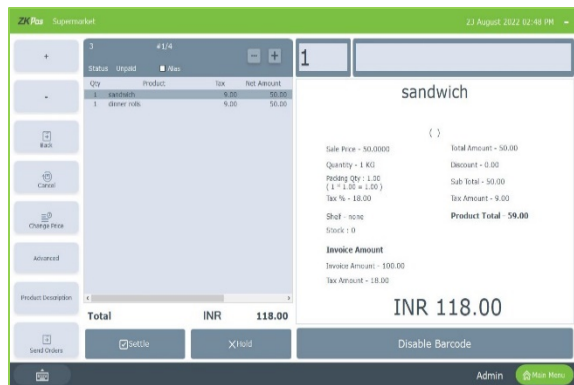 ZKPos Supermarket
23 August 2022 02:48 PM
+
3 #1/4
- +
Status Unpaid Alias
1
-
Qty Product Tax Net Amount
1 sandwich 9.00 50.00
1 dinner rolls 9.00 50.00
sandwich
( )
Back
Sale Price - 50.0000 Total Amount - 50.00
Quantity - 1 KG Discount - 0.00
Packing Qty : 1.00
( 1 * 1.00 = 1.00 ) Sub Total - 50.00
Tax % - 18.00 Tax Amount - 9.00
Shelf - none Product Total - 59.00
Stock : 0
Cancel
Change Price
Invoice Amount
Invoice Amount - 100.00
Tax Amount - 18.00
Advanced
Product Description
INR 118.00
Total INR 118.00
Send Orders
Settle
Hold
Disable Barcode
Admin
Main Menu